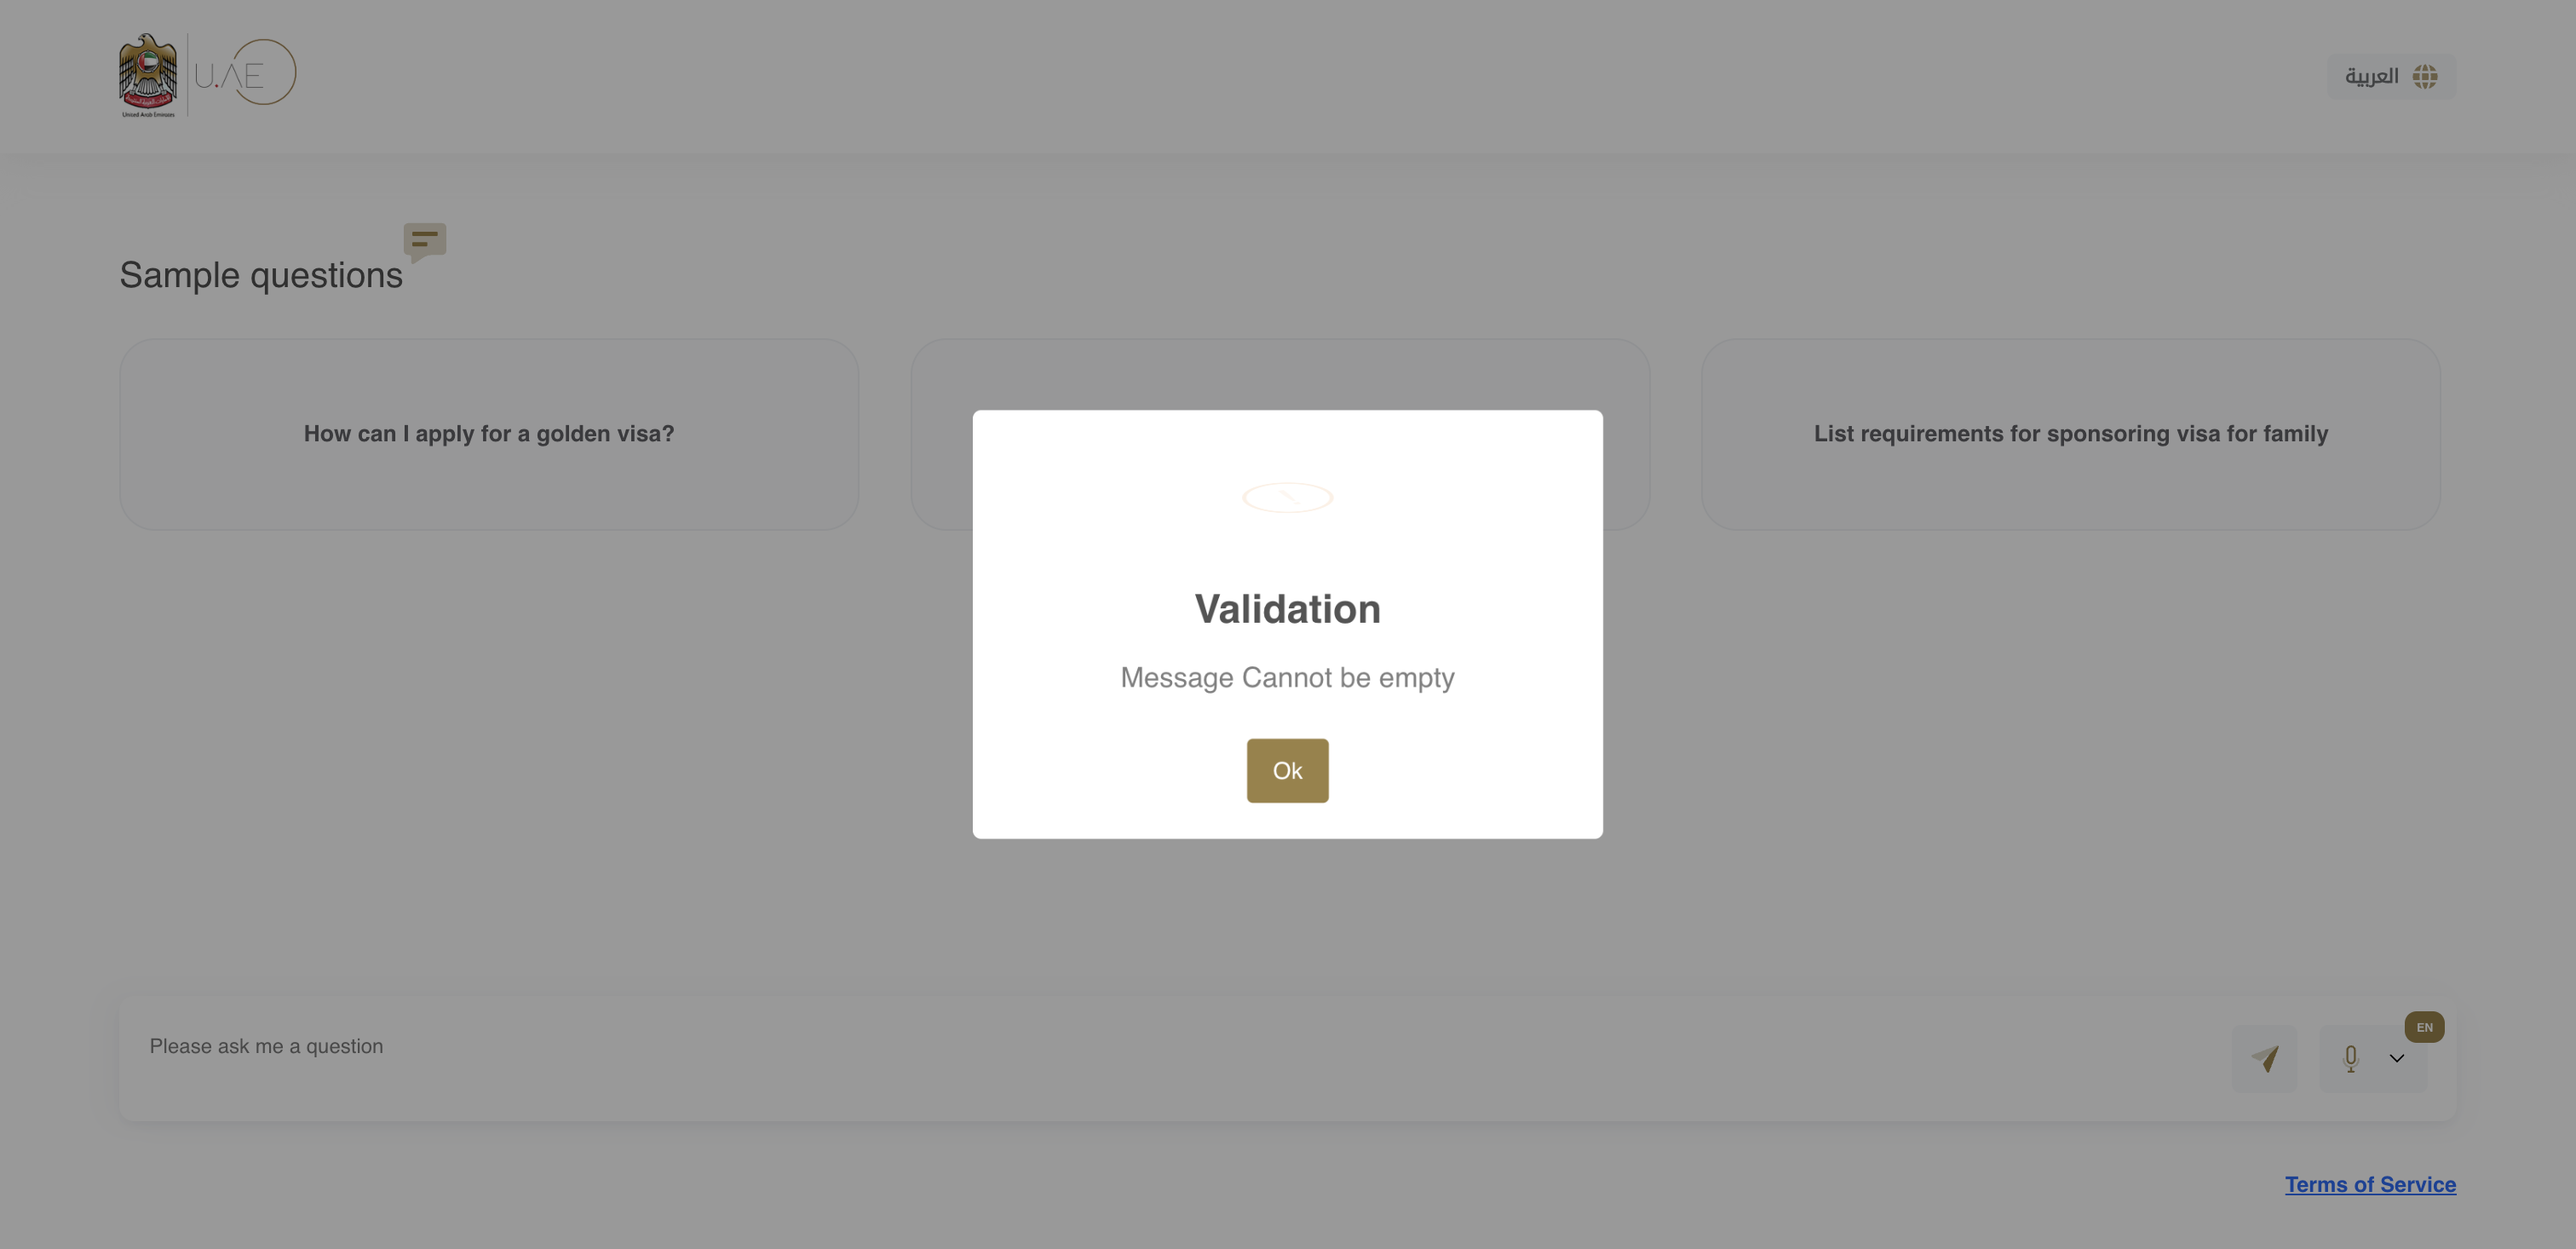 U.AE
United Arab Emirates
العربية
Sample questions
How can I apply for a golden visa?
List requirements for sponsoring visa for family
Validation
Message Cannot be empty
Ok
Please ask me a question
EN
Terms of Service